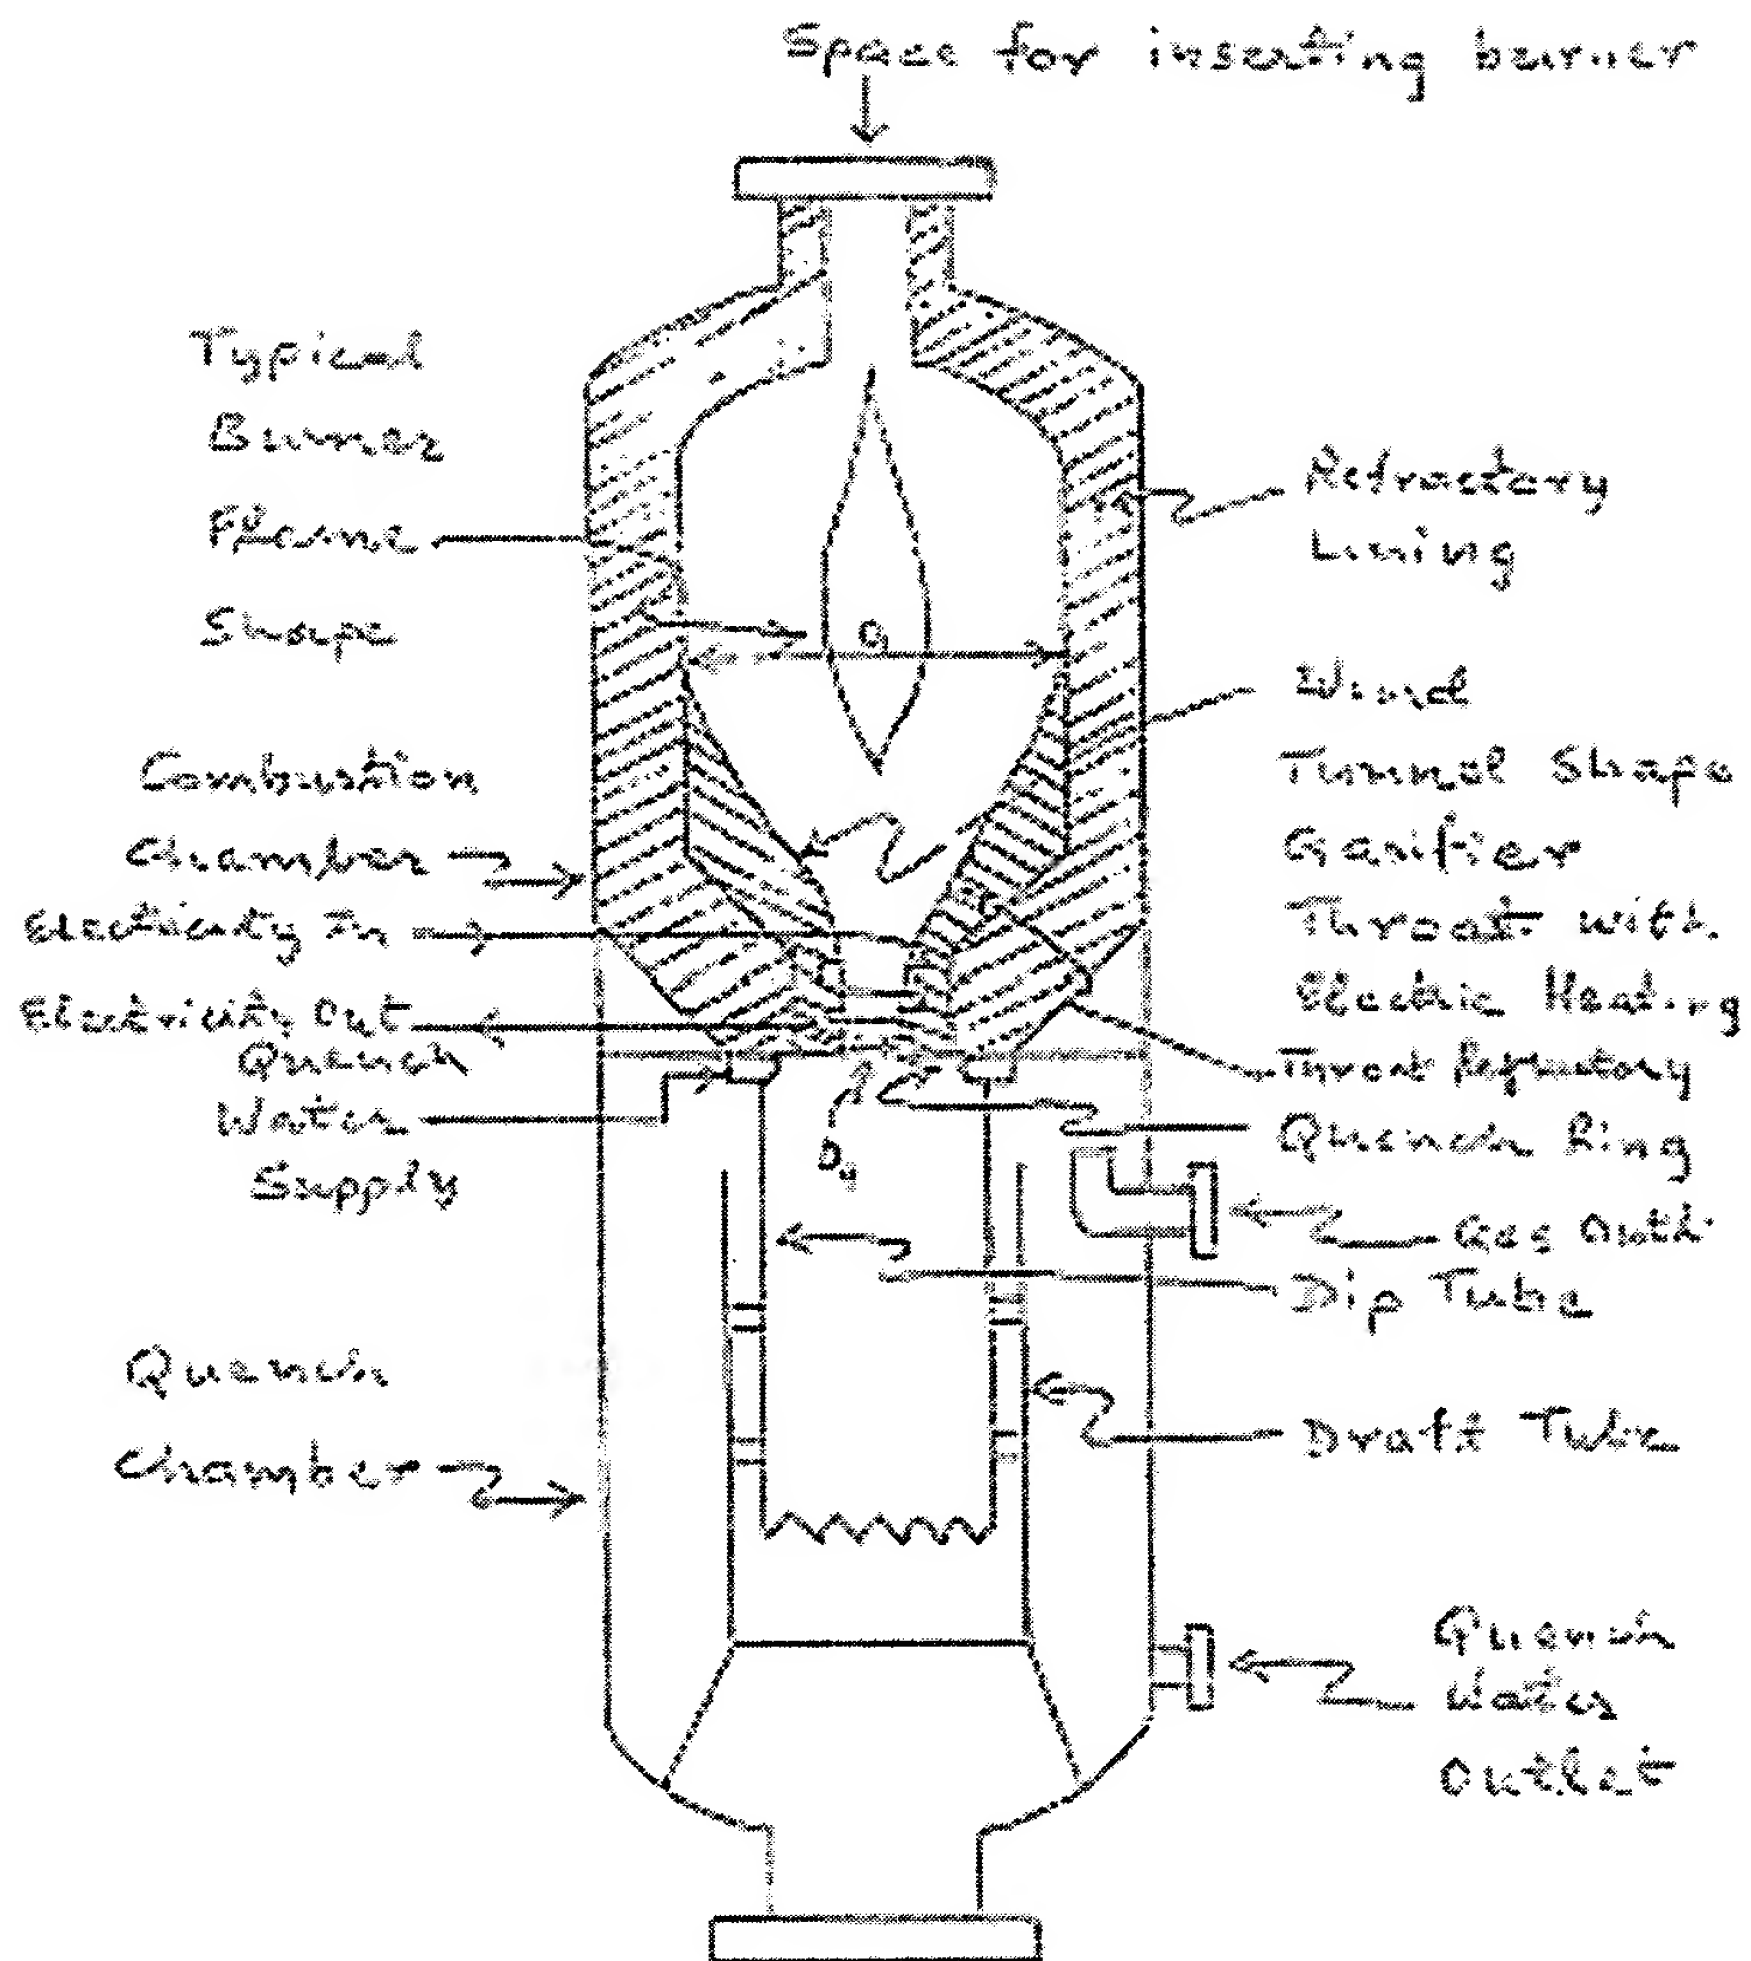 Space for inserting burner
Typical
Burner
Flame
Shape
Refractory
Lining
D1
Wind
Tunnel Shape
Gasifier
Throat with
Electric Heating
Combustion
Chamber
Electricity In
Electricity Out
Quench
Water
Supply
Throat Refractory
Quench Ring
D4
Gas Outl
Dip Tube
Quench
Chamber
Draft Tube
Quench
Water
Outlet